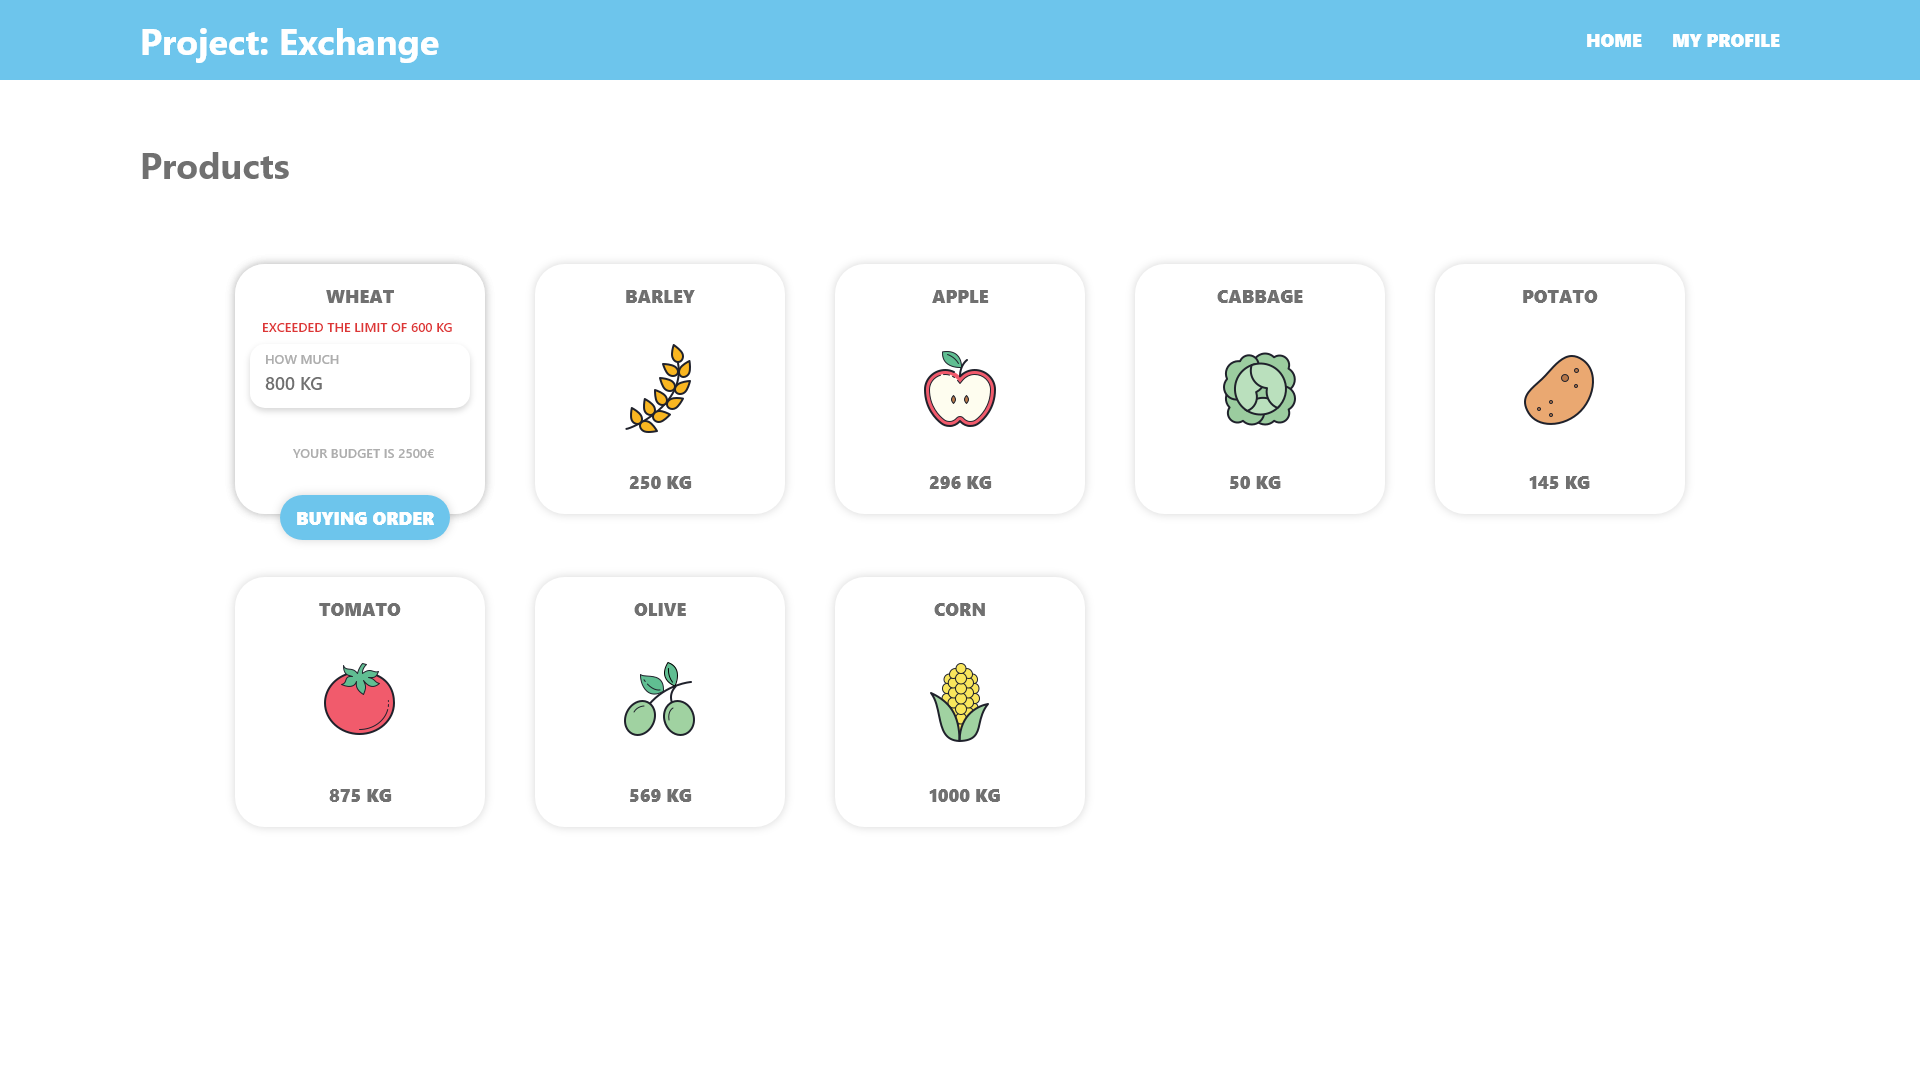 Project: Exchange
HOME
MY PROFILE
Products
WHEAT
EXCEEDED THE LIMIT OF 600 KG
HOW MUCH
800 KG
YOUR BUDGET IS 2500€
BUYING ORDER
BARLEY
250 KG
APPLE
296 KG
CABBAGE
50 KG
POTATO
145 KG
TOMATO
875 KG
OLIVE
569 KG
CORN
1000 KG